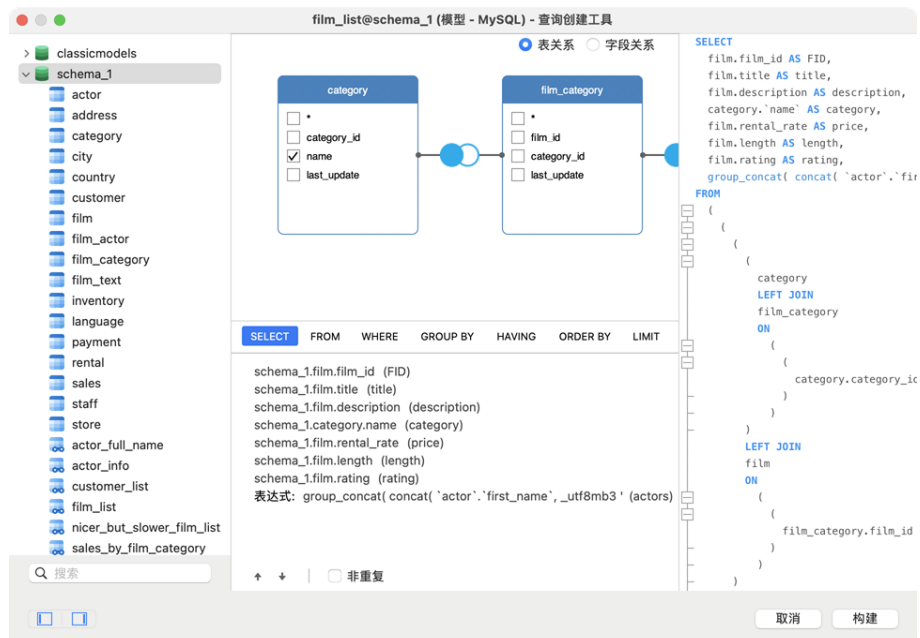 film_list@schema_1 (模型 - MySQL) - 查询创建工具
classicmodels
schema_1
actor
address
category
city
country
customer
film
film_actor
film_category
film_text
inventory
language
payment
rental
sales
staff
store
actor_full_name
actor_info
customer_list
film_list
nicer_but_slower_film_list
sales_by_film_category
搜索
表关系 字段关系
category
*
category_id
name
last_update
film_category
*
film_id
category_id
last_update
SELECT FROM WHERE GROUP BY HAVING ORDER BY LIMIT
schema_1.film.film_id (FID)
schema_1.film.title (title)
schema_1.film.description (description)
schema_1.category.name (category)
schema_1.film.rental_rate (price)
schema_1.film.length (length)
schema_1.film.rating (rating)
表达式: group_concat( concat( `actor`.`first_name`, _utf8mb3 ' (actors)
非重复
SELECT
film.film_id AS FID,
film.title AS title,
film.description AS description,
category.`name` AS category,
film.rental_rate AS price,
film.length AS length,
film.rating AS rating,
group_concat( concat( `actor`.`fir
FROM
(
(
(
(
category
LEFT JOIN
film_category
ON
(
(
category.category_id
)
)
)
LEFT JOIN
film
ON
(
(
film_category.film_id
)
)
)
取消 构建